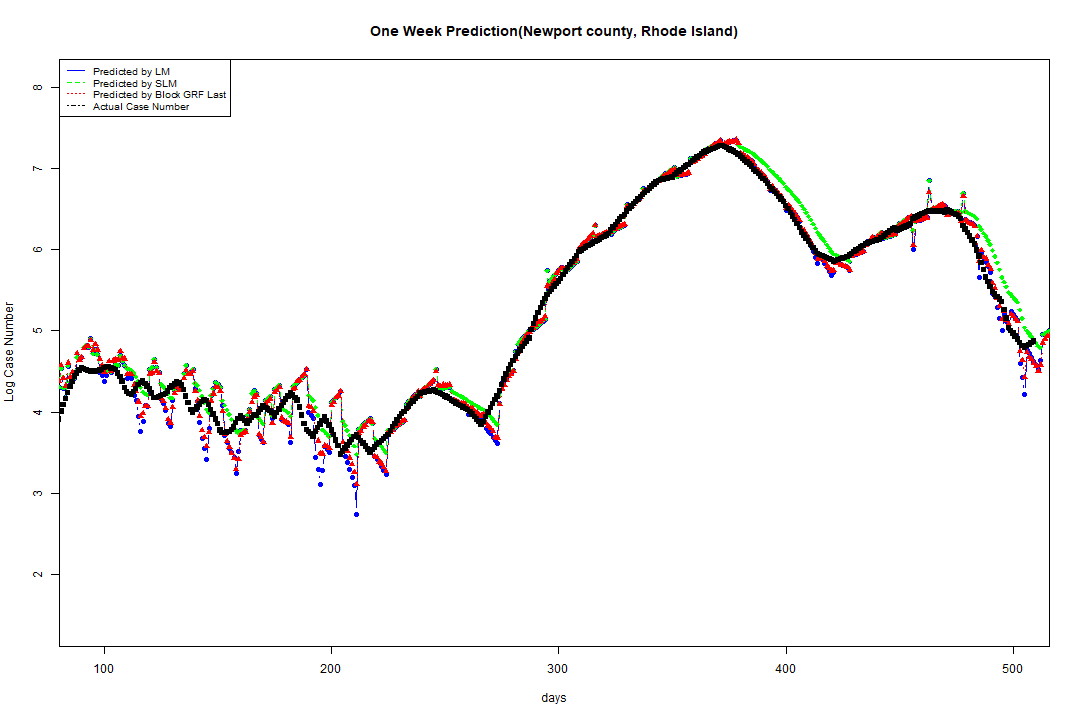 One Week Prediction(Newport county, Rhode Island)
Predicted by LM
Predicted by SLM
Predicted by Block GRF Last
Actual Case Number
8
7
6
5
4
3
2
Log Case Number
100 200 300 400 500
days